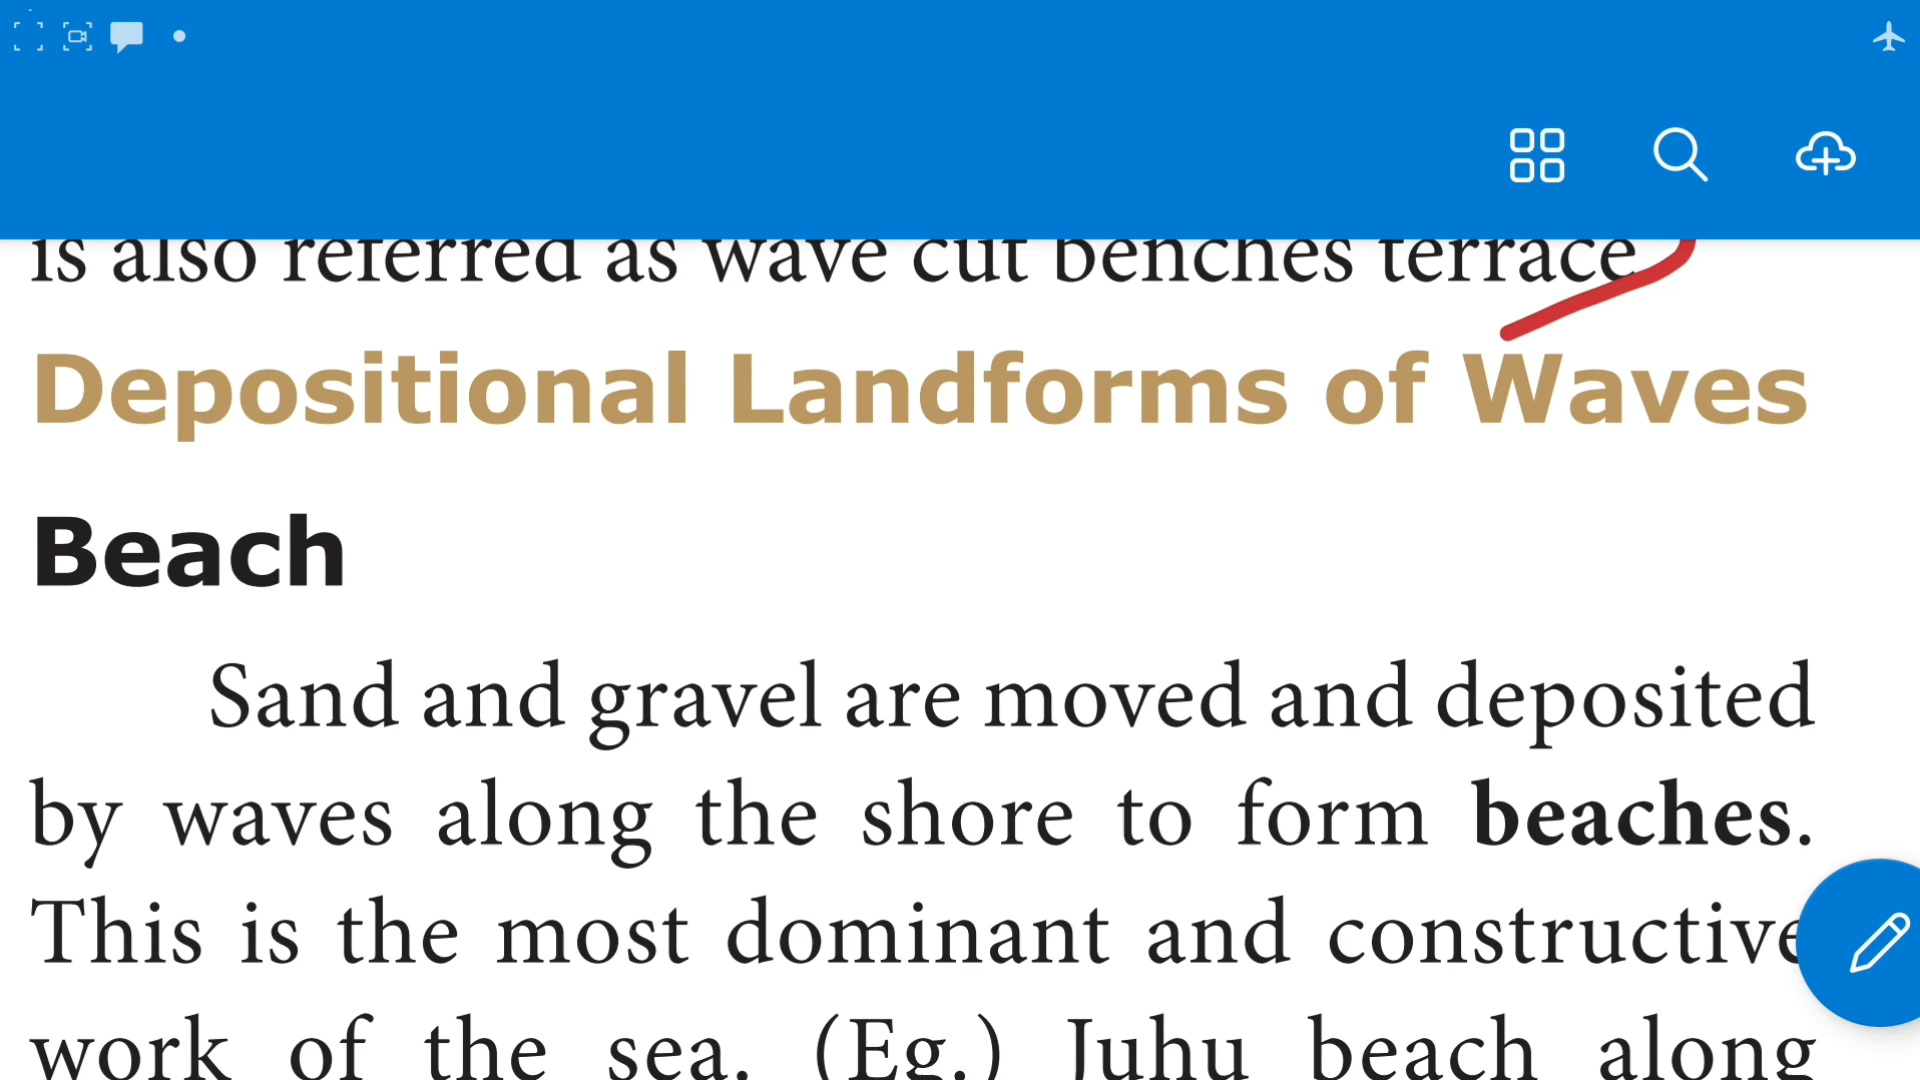 is also referred as wave cut benches terrace
Depositional Landforms of Waves
Beach
Sand and gravel are moved and deposited
by waves along the shore to form beaches.
This is the most dominant and constructive
work of the sea. (Eg.) Juhu beach along